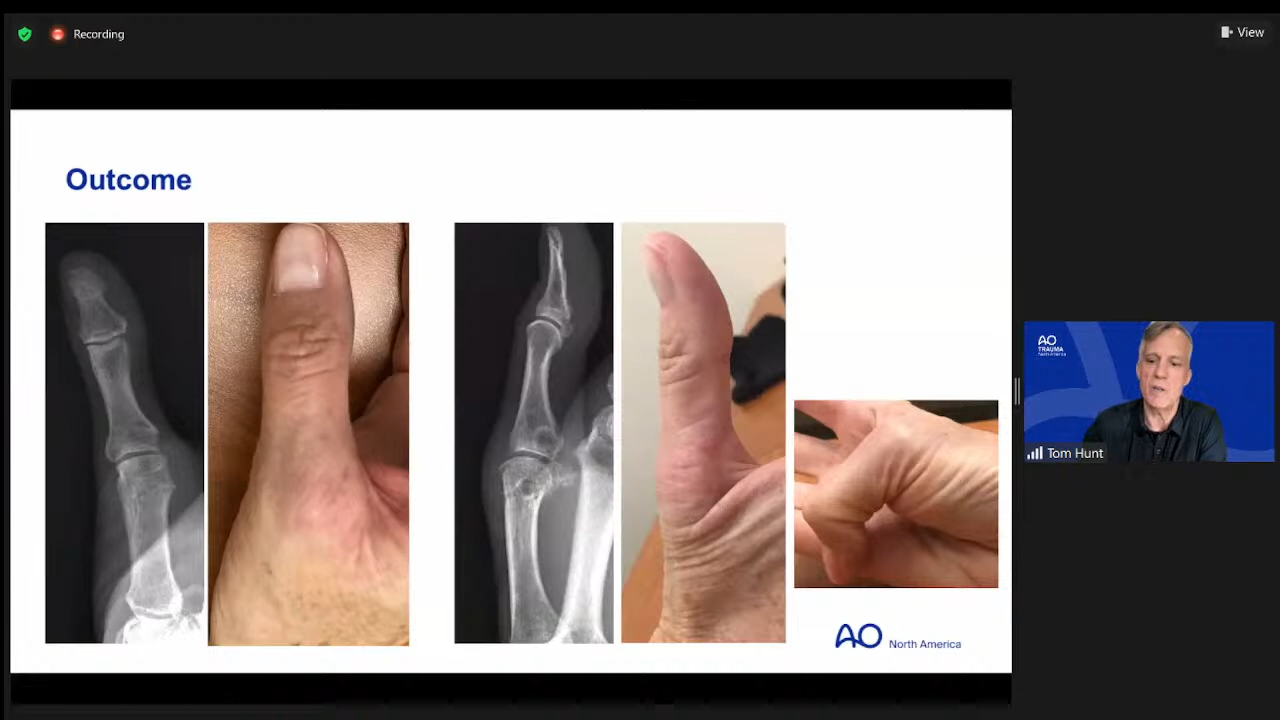 Recording
View
Outcome
AO
TRAUMA
North America
Tom Hunt
AO
North America